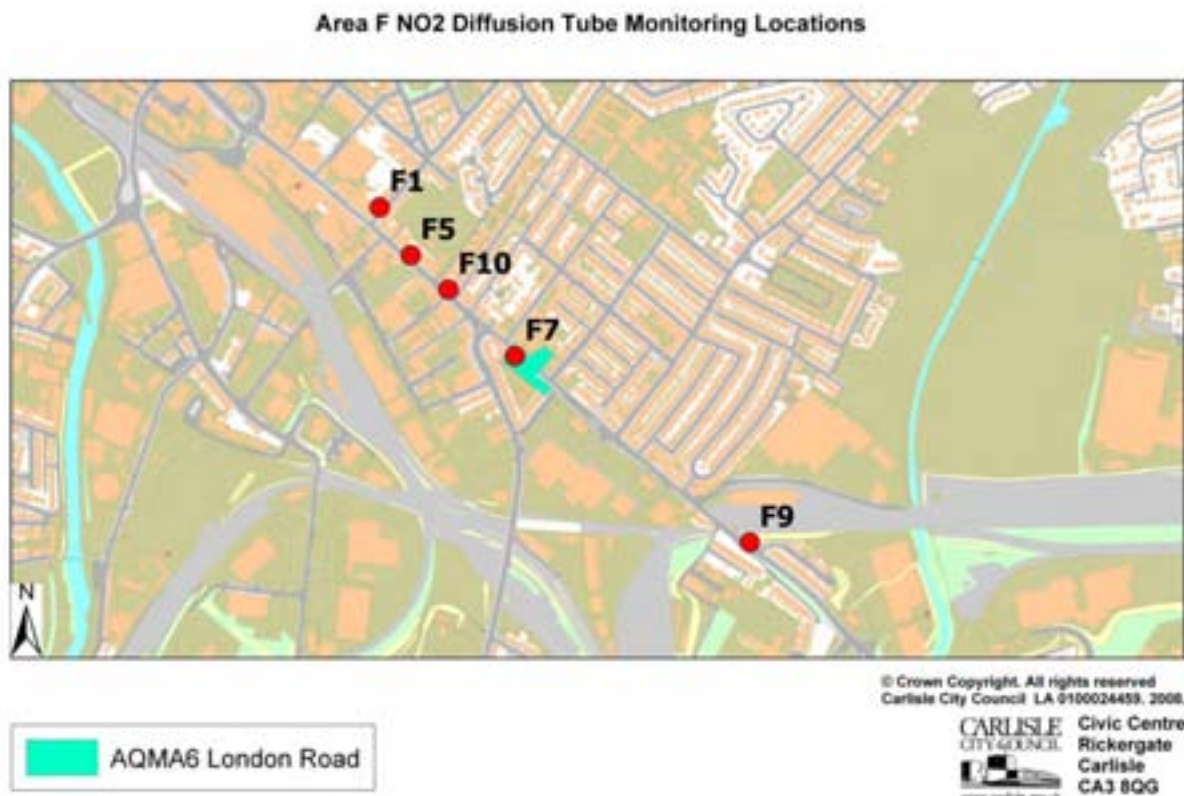 Area F NO2 Diffusion Tube Monitoring Locations
F1
F5
F10
F7
F9
N
© Crown Copyright. All rights reserved
Carlisle City Council LA 0100024459. 2008.
AQMA6 London Road
CARLISLE
CITY COUNCIL
Civic Centre
Rickergate
Carlisle
CA3 8QG